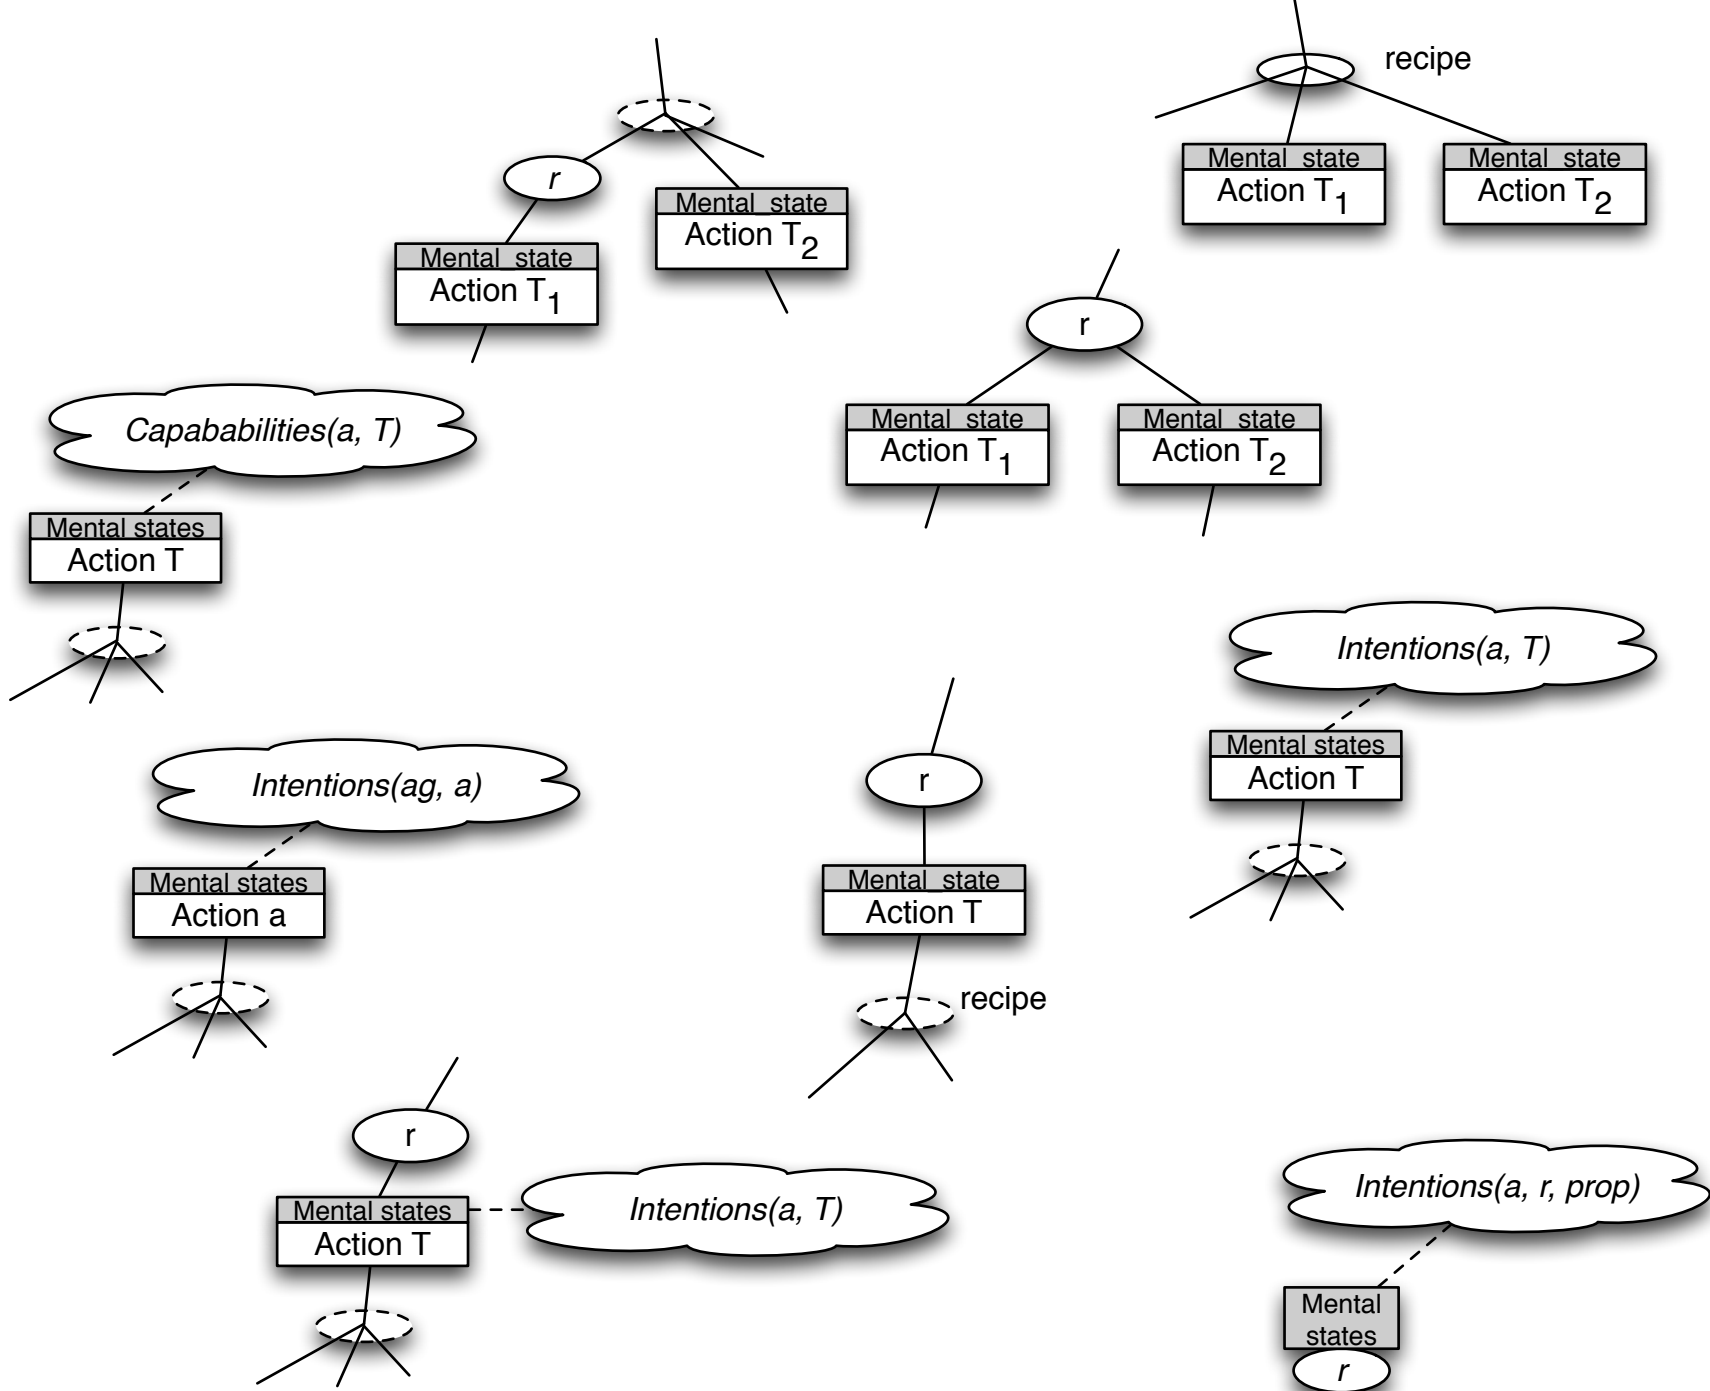 recipe
Mental_state
Action T1
Mental_state
Action T2
r
Mental_state
Action T2
Mental_state
Action T1
r
Mental_state
Action T1
Mental_state
Action T2
Capababilities(a, T)
Mental states
Action T
Intentions(a, T)
Mental states
Action T
Intentions(ag, a)
Mental states
Action a
r
Mental_state
Action T
recipe
r
Mental states
Action T
Intentions(a, T)
Intentions(a, r, prop)
Mental
states
r